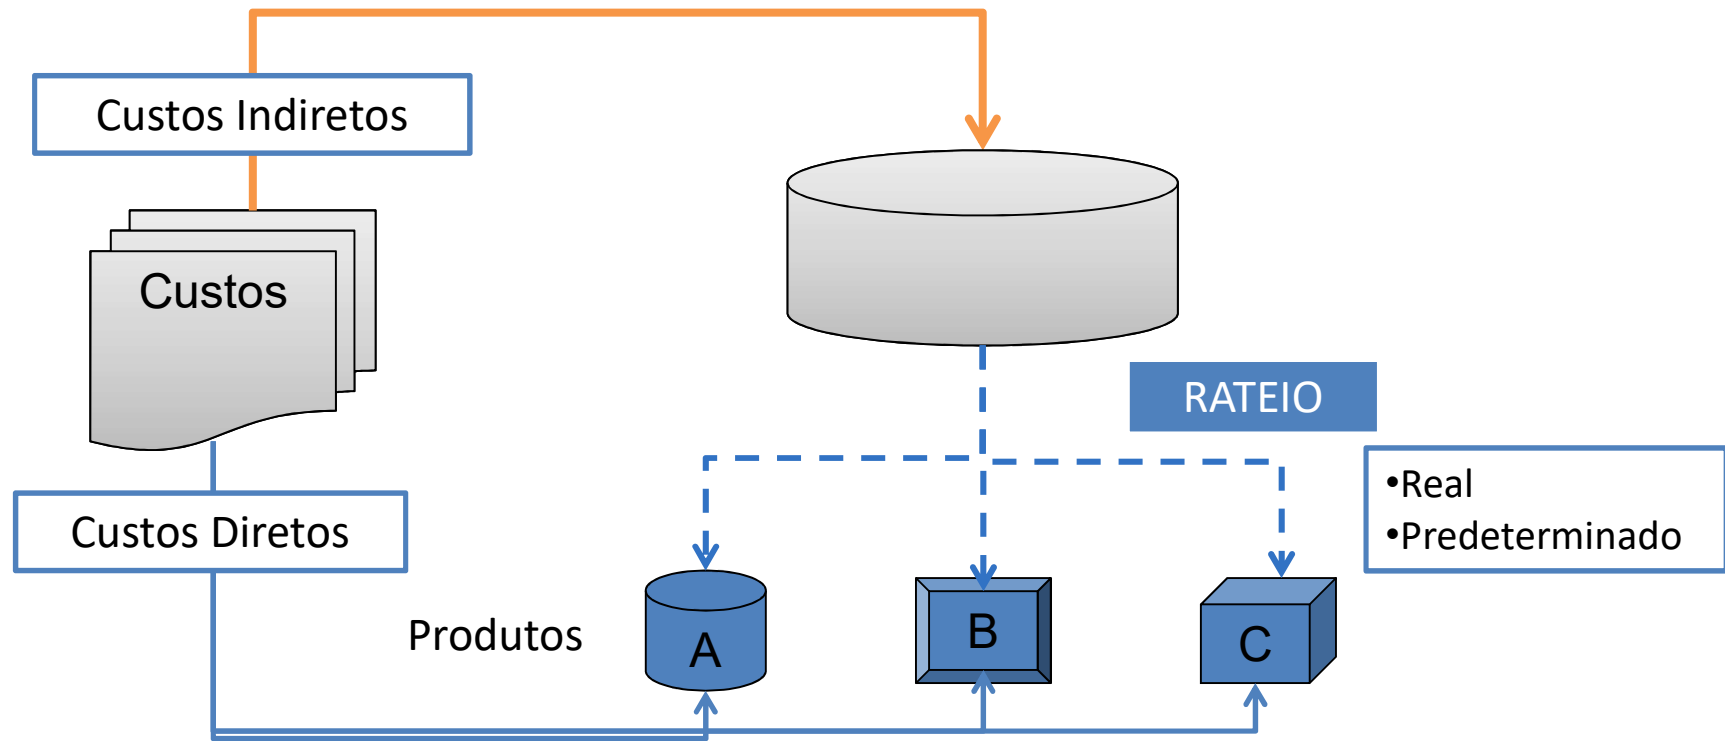 Custos Indiretos
Custos
RATEIO
•Real
•Predeterminado
Custos Diretos
Produtos
A
B
C